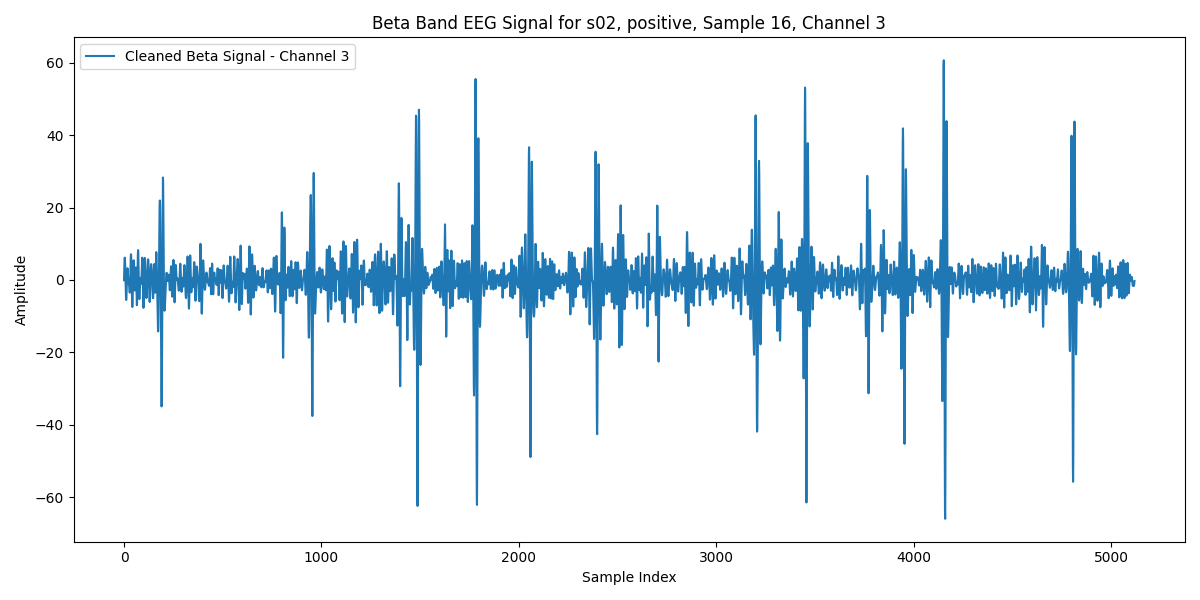 Beta Band EEG Signal for s02, positive, Sample 16, Channel 3
Cleaned Beta Signal - Channel 3
Amplitude
60
40
20
0
−20
−40
−60
0 1000 2000 3000 4000 5000
Sample Index